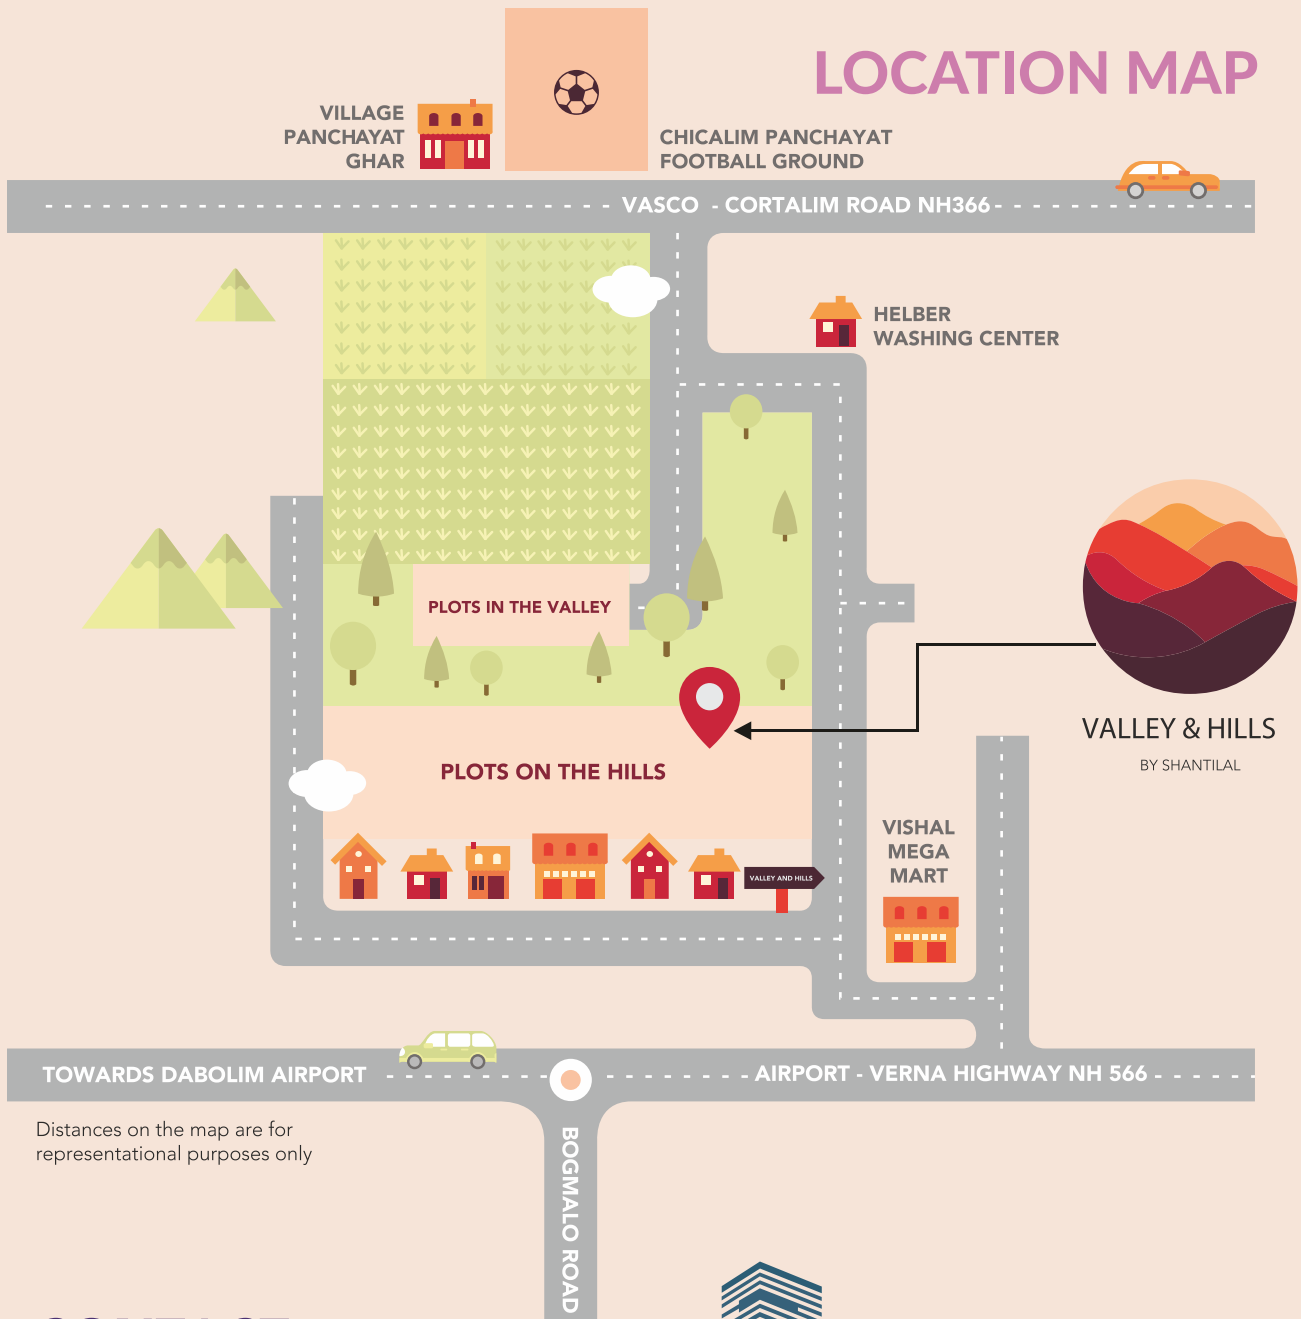 LOCATION MAP
VILLAGE
PANCHAYAT
GHAR
CHICALIM PANCHAYAT
FOOTBALL GROUND
VASCO - CORTALIM ROAD NH366
HELBER
WASHING CENTER
PLOTS IN THE VALLEY
VALLEY & HILLS
BY SHANTILAL
PLOTS ON THE HILLS
VISHAL
MEGA
MART
VALLEY AND HILLS
TOWARDS DABOLIM AIRPORT
AIRPORT - VERNA HIGHWAY NH 566
Distances on the map are for
representational purposes only
BOGMALO ROAD